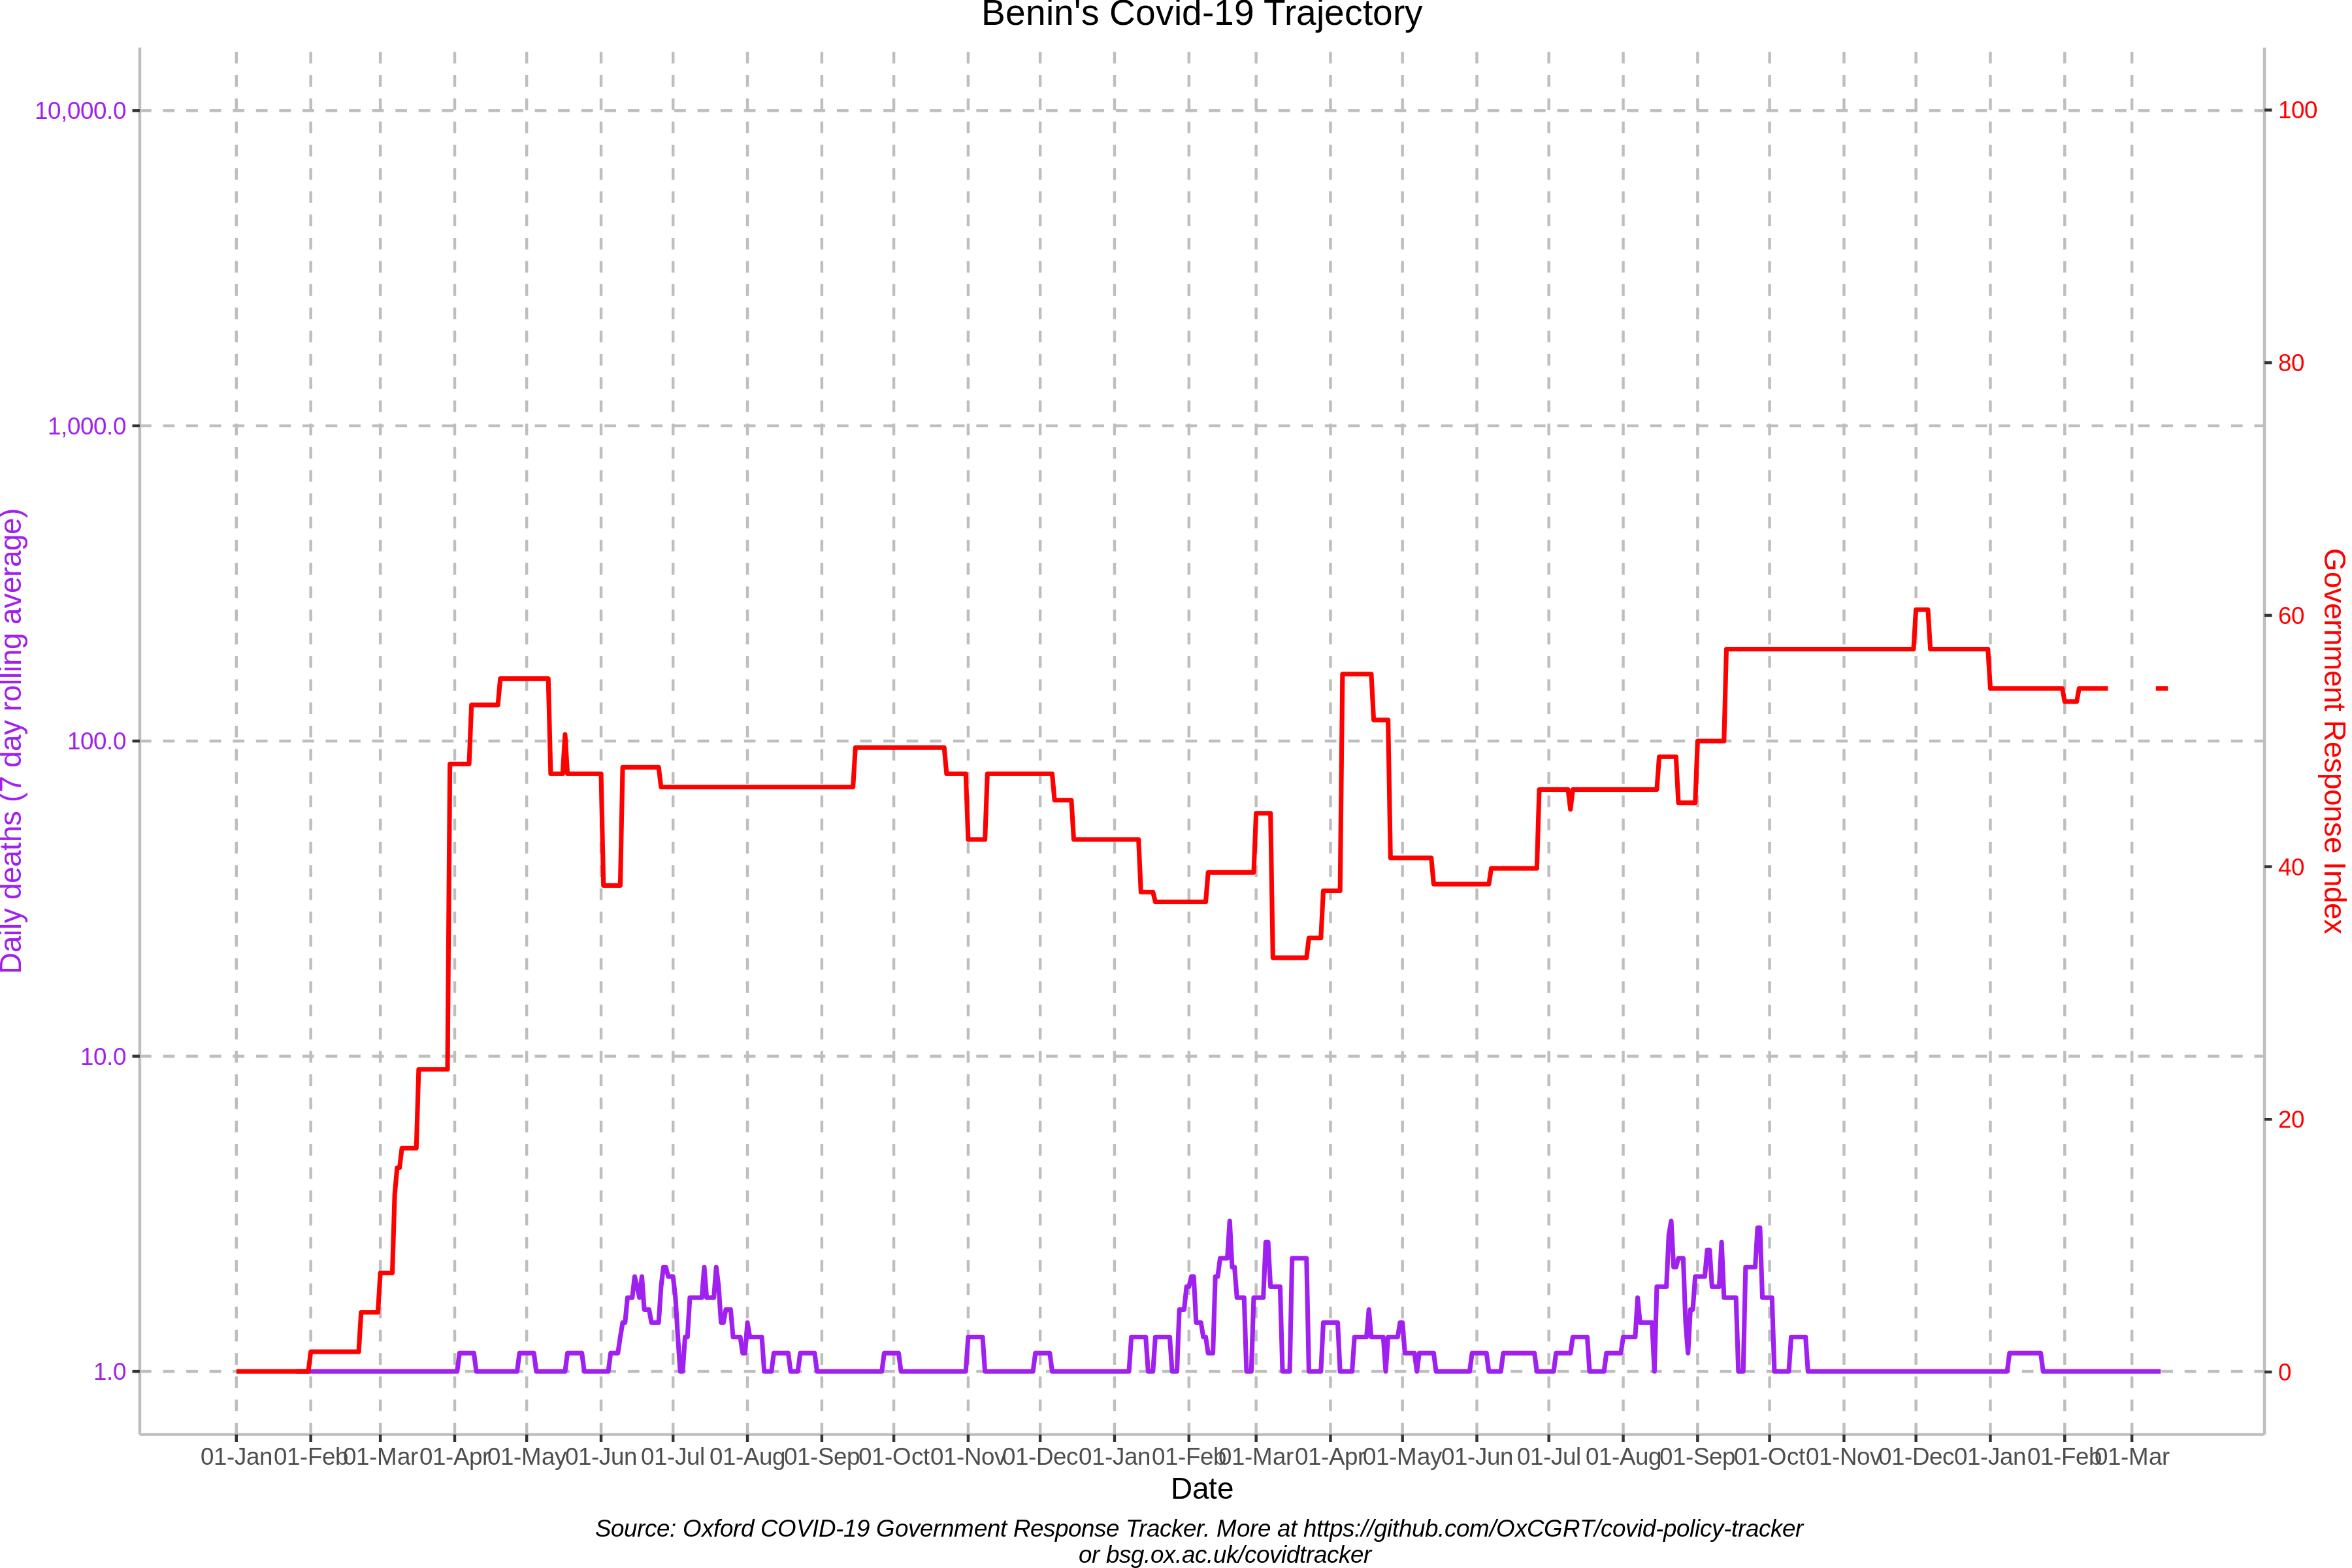 Benin's Covid-19 Trajectory
10,000.0
1,000.0
100.0
10.0
1.0
Daily deaths (7 day rolling average)
100
80
60
40
20
0
Government Response Index
01-Jan 01-Feb 01-Mar 01-Apr 01-May 01-Jun 01-Jul 01-Aug 01-Sep 01-Oct 01-Nov 01-Dec 01-Jan 01-Feb 01-Mar 01-Apr 01-May 01-Jun 01-Jul 01-Aug 01-Sep 01-Oct 01-Nov 01-Dec 01-Jan 01-Feb 01-Mar
Date
Source: Oxford COVID-19 Government Response Tracker. More at https://github.com/OxCGRT/covid-policy-tracker
or bsg.ox.ac.uk/covidtracker